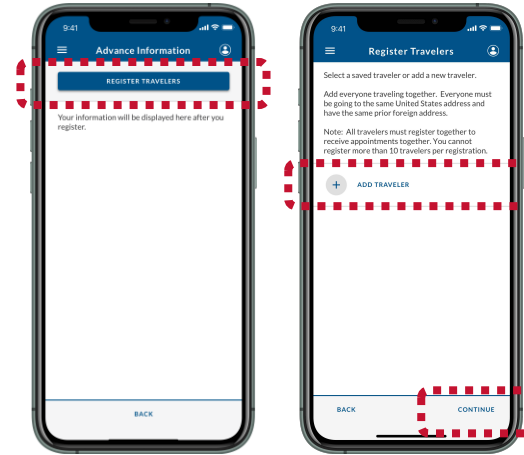 9:41
Advance Information
REGISTER TRAVELERS
Your information will be displayed here after you
register.
BACK
9:41
Register Travelers
Select a saved traveler or add a new traveler.
Add everyone traveling together. Everyone must
be going to the same United States address and
have the same prior foreign address.
Note: All travelers must register together to
receive appointments together. You cannot
register more than 10 travelers per registration.
+ ADD TRAVELER
BACK CONTINUE